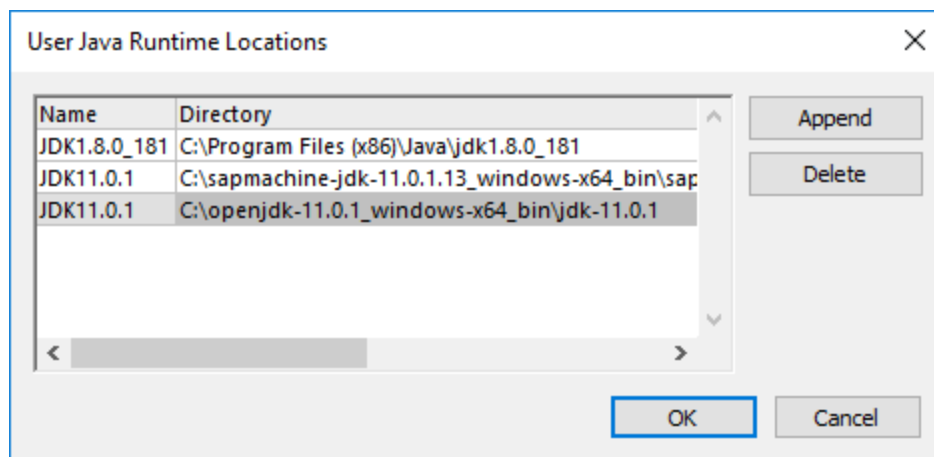 User Java Runtime Locations
Name Directory
JDK1.8.0_181 C:\Program Files (x86)\Java\jdk1.8.0_181
JDK11.0.1 C:\sapmachine-jdk-11.0.1.13_windows-x64_bin\sap
JDK11.0.1 C:\openjdk-11.0.1_windows-x64_bin\jdk-11.0.1
Append
Delete
OK Cancel